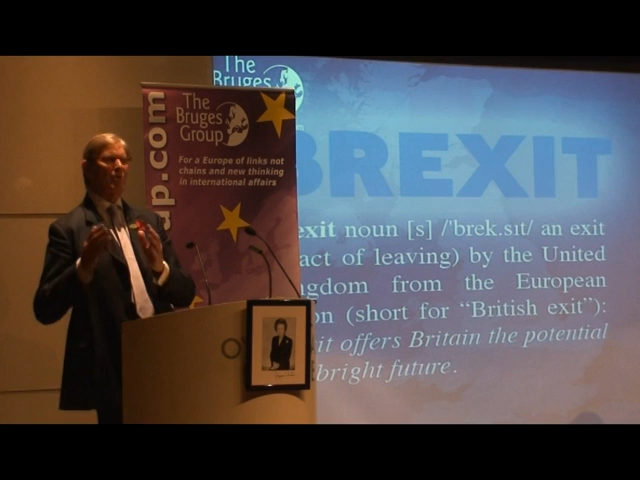 The
Bruges
ap.com
The
Bruges
Group
For a Europe of links not
chains and new thinking
in international affairs
BREXIT
exit noun [s] /'brek.sɪt/ an exit
act of leaving) by the United
ngdom from the European
on (short for “British exit”):
it offers Britain the potential
bright future.